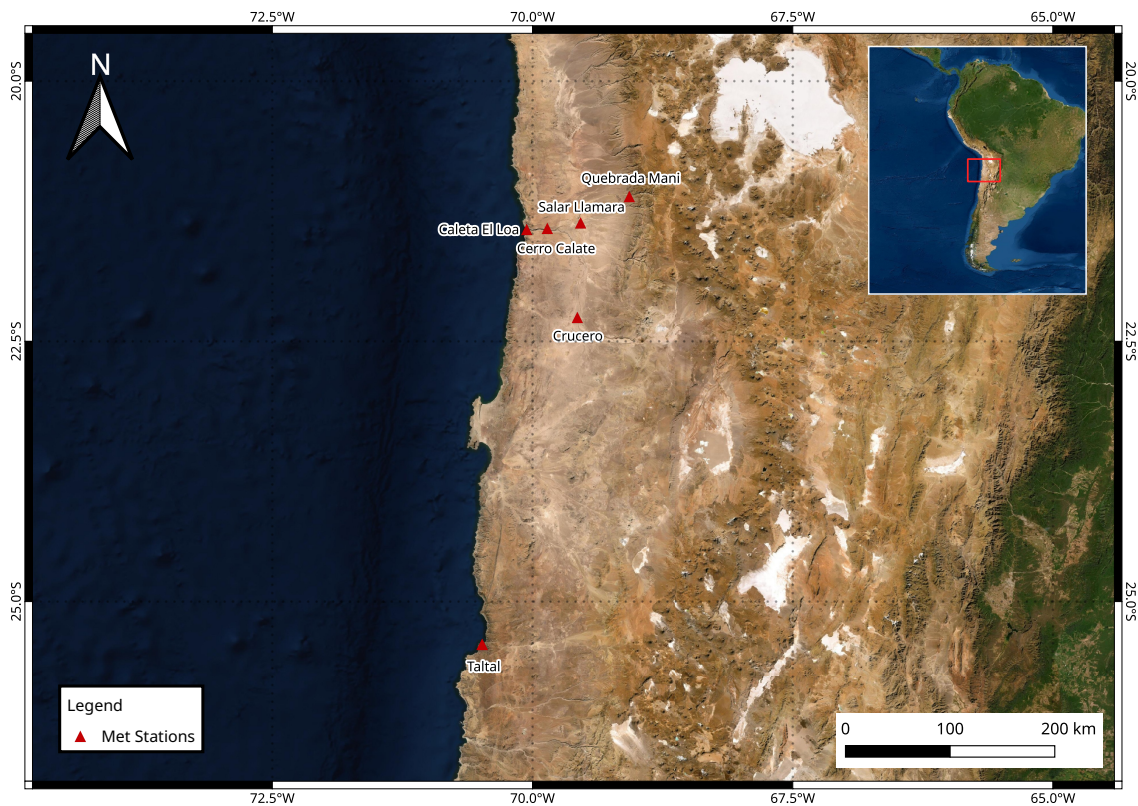 72.5°W
70.0°W
67.5°W
65.0°W
20.0°S
20.0°S
N
Quebrada Mani
Salar Llamara
Caleta El Loa
Cerro Calate
22.5°S
22.5°S
Crucero
25.0°S
25.0°S
Taltal
Legend
Met Stations
0 100 200 km
72.5°W
70.0°W
67.5°W
65.0°W